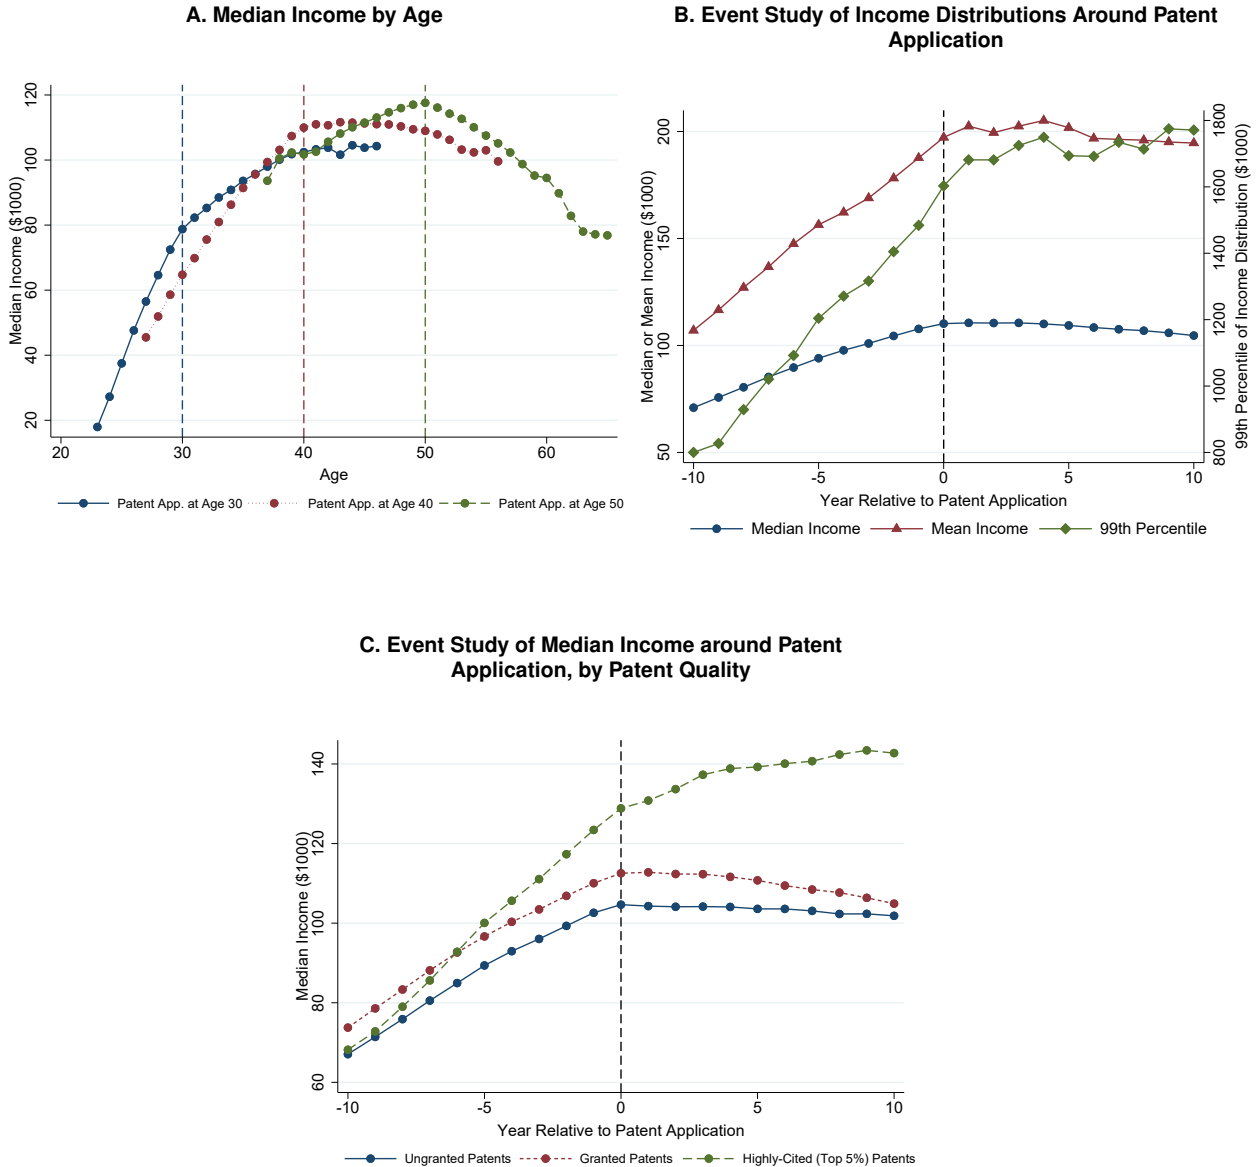 A. Median Income by Age
Median Income ($1000)
120
100
80
60
40
20
20 30 40 50 60
Age
Patent App. at Age 30 Patent App. at Age 40 Patent App. at Age 50
B. Event Study of Income Distributions Around Patent
Application
Median or Mean Income ($1000)
200
150
100
50
1800
1600
1400
1200
1000
800
99th Percentile of Income Distribution ($1000)
-10 -5 0 5 10
Year Relative to Patent Application
Median Income Mean Income 99th Percentile
C. Event Study of Median Income around Patent
Application, by Patent Quality
Median Income ($1000)
140
120
100
80
60
-10 -5 0 5 10
Year Relative to Patent Application
Ungranted Patents Granted Patents Highly-Cited (Top 5%) Patents